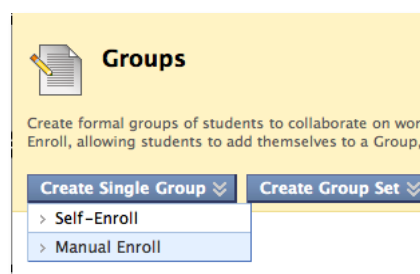 Groups
Create formal groups of students to collaborate on wor
Enroll, allowing students to add themselves to a Group,
Create Single Group Create Group Set
Self-Enroll
Manual Enroll